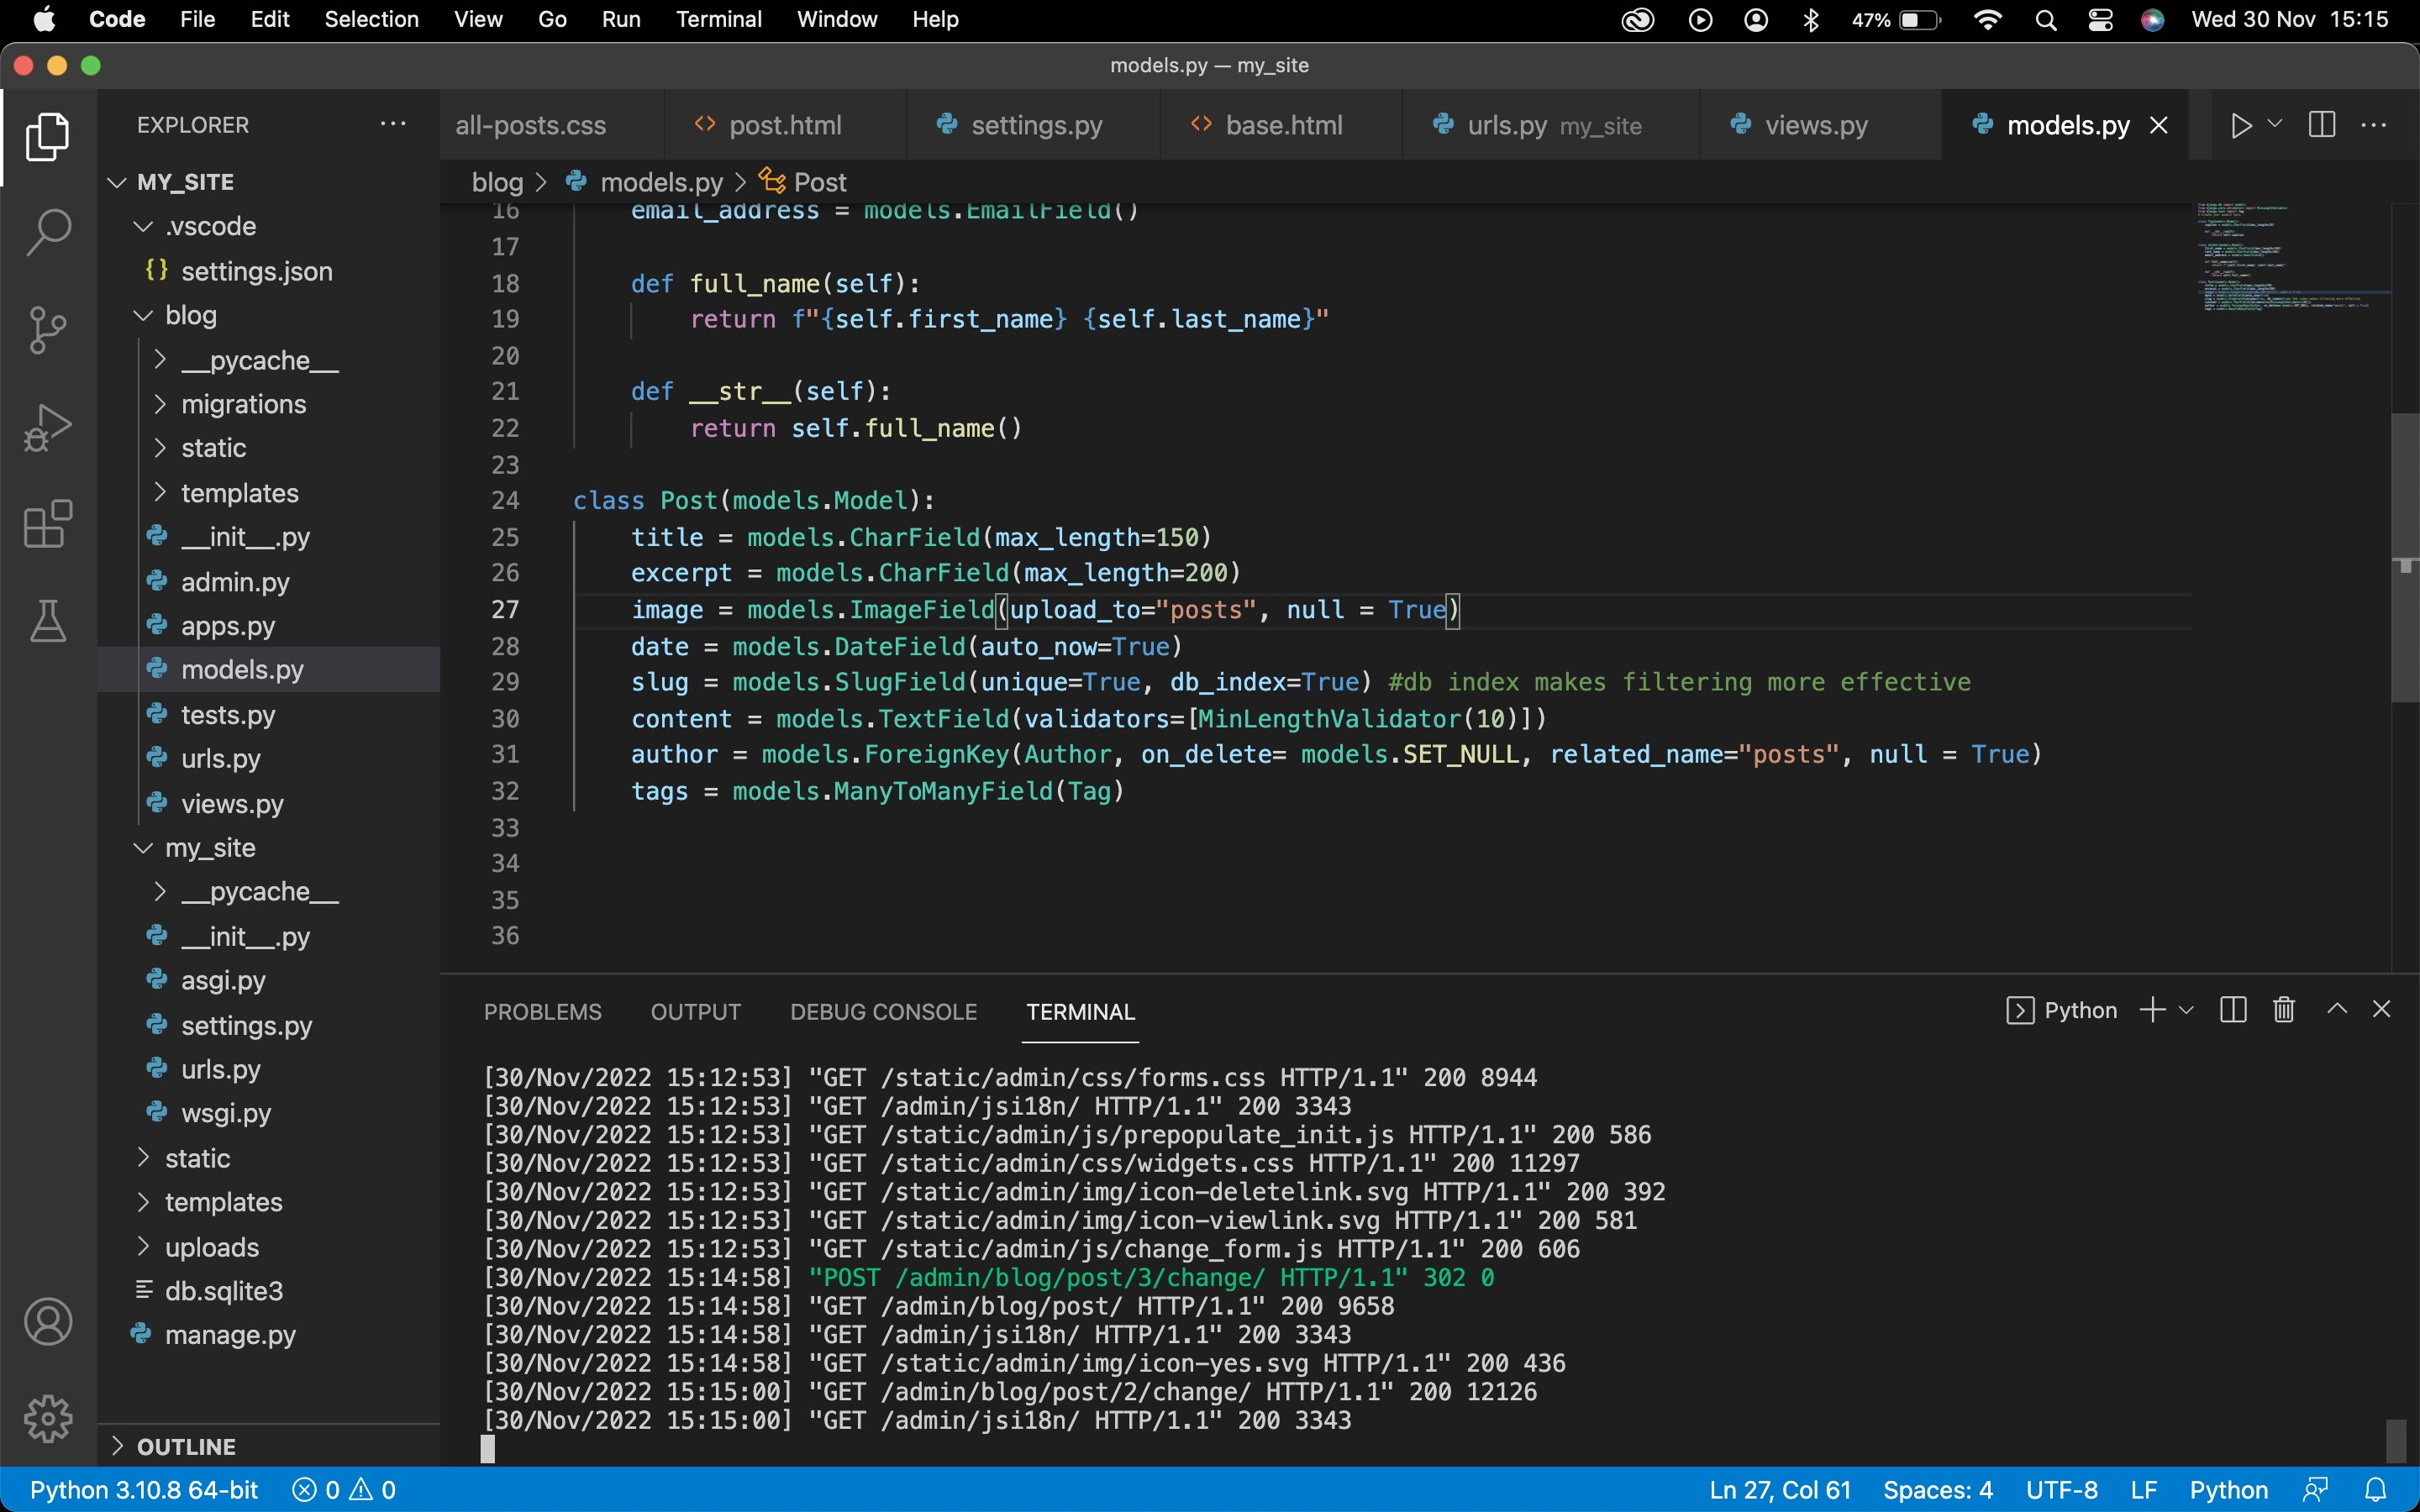 Code File Edit Selection View Go Run Terminal Window Help 47% Wed 30 Nov 15:15
models.py — my_site
EXPLORER
all-posts.css post.html settings.py base.html urls.py my_site views.py models.py
MY_SITE
.vscode
settings.json
blog
__pycache__
migrations
static
templates
__init__.py
admin.py
apps.py
models.py
tests.py
urls.py
views.py
my_site
__pycache__
__init__.py
asgi.py
settings.py
urls.py
wsgi.py
static
templates
uploads
db.sqlite3
manage.py
OUTLINE
blog > models.py > Post
16 email_address = models.EmailField()
17
18 def full_name(self):
19 return f"{self.first_name} {self.last_name}"
20
21 def __str__(self):
22 return self.full_name()
23
24 class Post(models.Model):
25 title = models.CharField(max_length=150)
26 excerpt = models.CharField(max_length=200)
27 image = models.ImageField(upload_to="posts", null = True)
28 date = models.DateField(auto_now=True)
29 slug = models.SlugField(unique=True, db_index=True) #db index makes filtering more effective
30 content = models.TextField(validators=[MinLengthValidator(10)])
31 author = models.ForeignKey(Author, on_delete= models.SET_NULL, related_name="posts", null = True)
32 tags = models.ManyToManyField(Tag)
33
34
35
36
PROBLEMS OUTPUT DEBUG CONSOLE TERMINAL Python
[30/Nov/2022 15:12:53] "GET /static/admin/css/forms.css HTTP/1.1" 200 8944
[30/Nov/2022 15:12:53] "GET /admin/jsi18n/ HTTP/1.1" 200 3343
[30/Nov/2022 15:12:53] "GET /static/admin/js/prepopulate_init.js HTTP/1.1" 200 586
[30/Nov/2022 15:12:53] "GET /static/admin/css/widgets.css HTTP/1.1" 200 11297
[30/Nov/2022 15:12:53] "GET /static/admin/img/icon-deletelink.svg HTTP/1.1" 200 392
[30/Nov/2022 15:12:53] "GET /static/admin/img/icon-viewlink.svg HTTP/1.1" 200 581
[30/Nov/2022 15:12:53] "GET /static/admin/js/change_form.js HTTP/1.1" 200 606
[30/Nov/2022 15:14:58] "POST /admin/blog/post/3/change/ HTTP/1.1" 302 0
[30/Nov/2022 15:14:58] "GET /admin/blog/post/ HTTP/1.1" 200 9658
[30/Nov/2022 15:14:58] "GET /admin/jsi18n/ HTTP/1.1" 200 3343
[30/Nov/2022 15:14:58] "GET /static/admin/img/icon-yes.svg HTTP/1.1" 200 436
[30/Nov/2022 15:15:00] "GET /admin/blog/post/2/change/ HTTP/1.1" 200 12126
[30/Nov/2022 15:15:00] "GET /admin/jsi18n/ HTTP/1.1" 200 3343
Python 3.10.8 64-bit 0 0 Ln 27, Col 61 Spaces: 4 UTF-8 LF Python